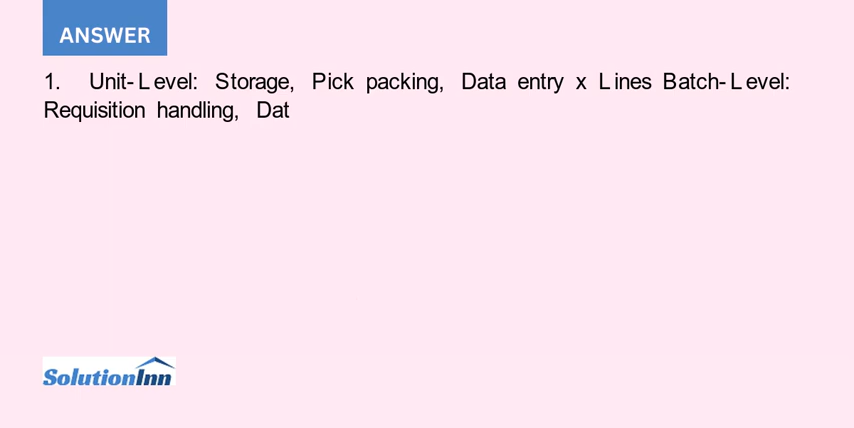 ANSWER
1. Unit-Level: Storage, Pick packing, Data entry x Lines Batch-Level:
Requisition handling, Dat
SolutionInn